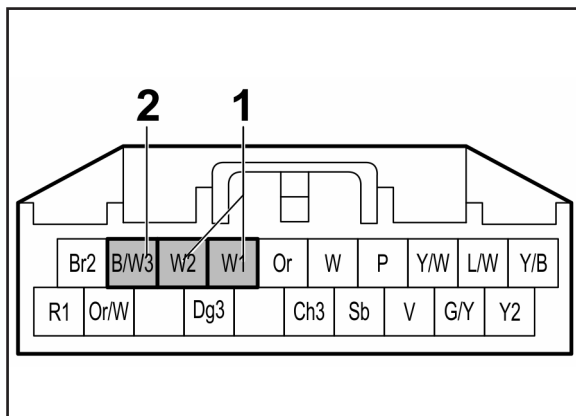 2 1
Br2 B/W3 W2 W1 Or W P Y/W L/W Y/B
R1 Or/W Dg3 Ch3 Sb V G/Y Y2